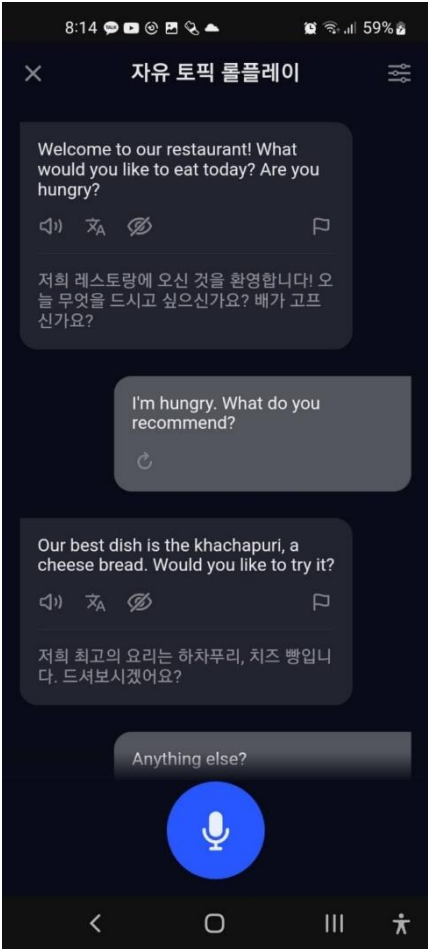 8:14 59%
자유 토픽 롤플레이
Welcome to our restaurant! What
would you like to eat today? Are you
hungry?
저희 레스토랑에 오신 것을 환영합니다! 오
늘 무엇을 드시고 싶으신가요? 배가 고프
신가요?
I'm hungry. What do you
recommend?
Our best dish is the khachapuri, a
cheese bread. Would you like to try it?
저희 최고의 요리는 하차푸리, 치즈 빵입니
다. 드셔보시겠어요?
Anything else?